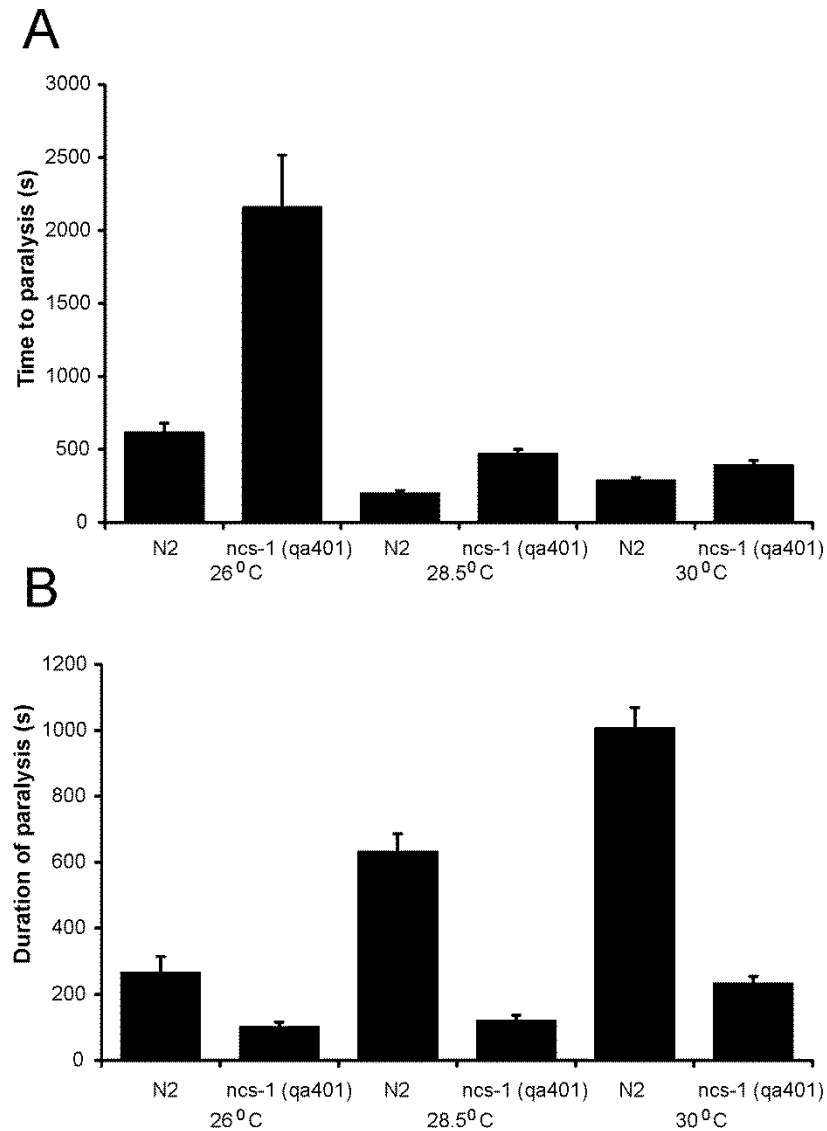 A
3000
2500
2000
1500
1000
500
0
Time to paralysis (s)
N2 ncs-1 (qa401) N2 ncs-1 (qa401) N2 ncs-1 (qa401)
26⁰C 28.5⁰C 30⁰C
B
1200
1000
800
600
400
200
0
Duration of paralysis (s)
N2 ncs-1 (qa401) N2 ncs-1 (qa401) N2 ncs-1 (qa401)
26⁰C 28.5⁰C 30⁰C